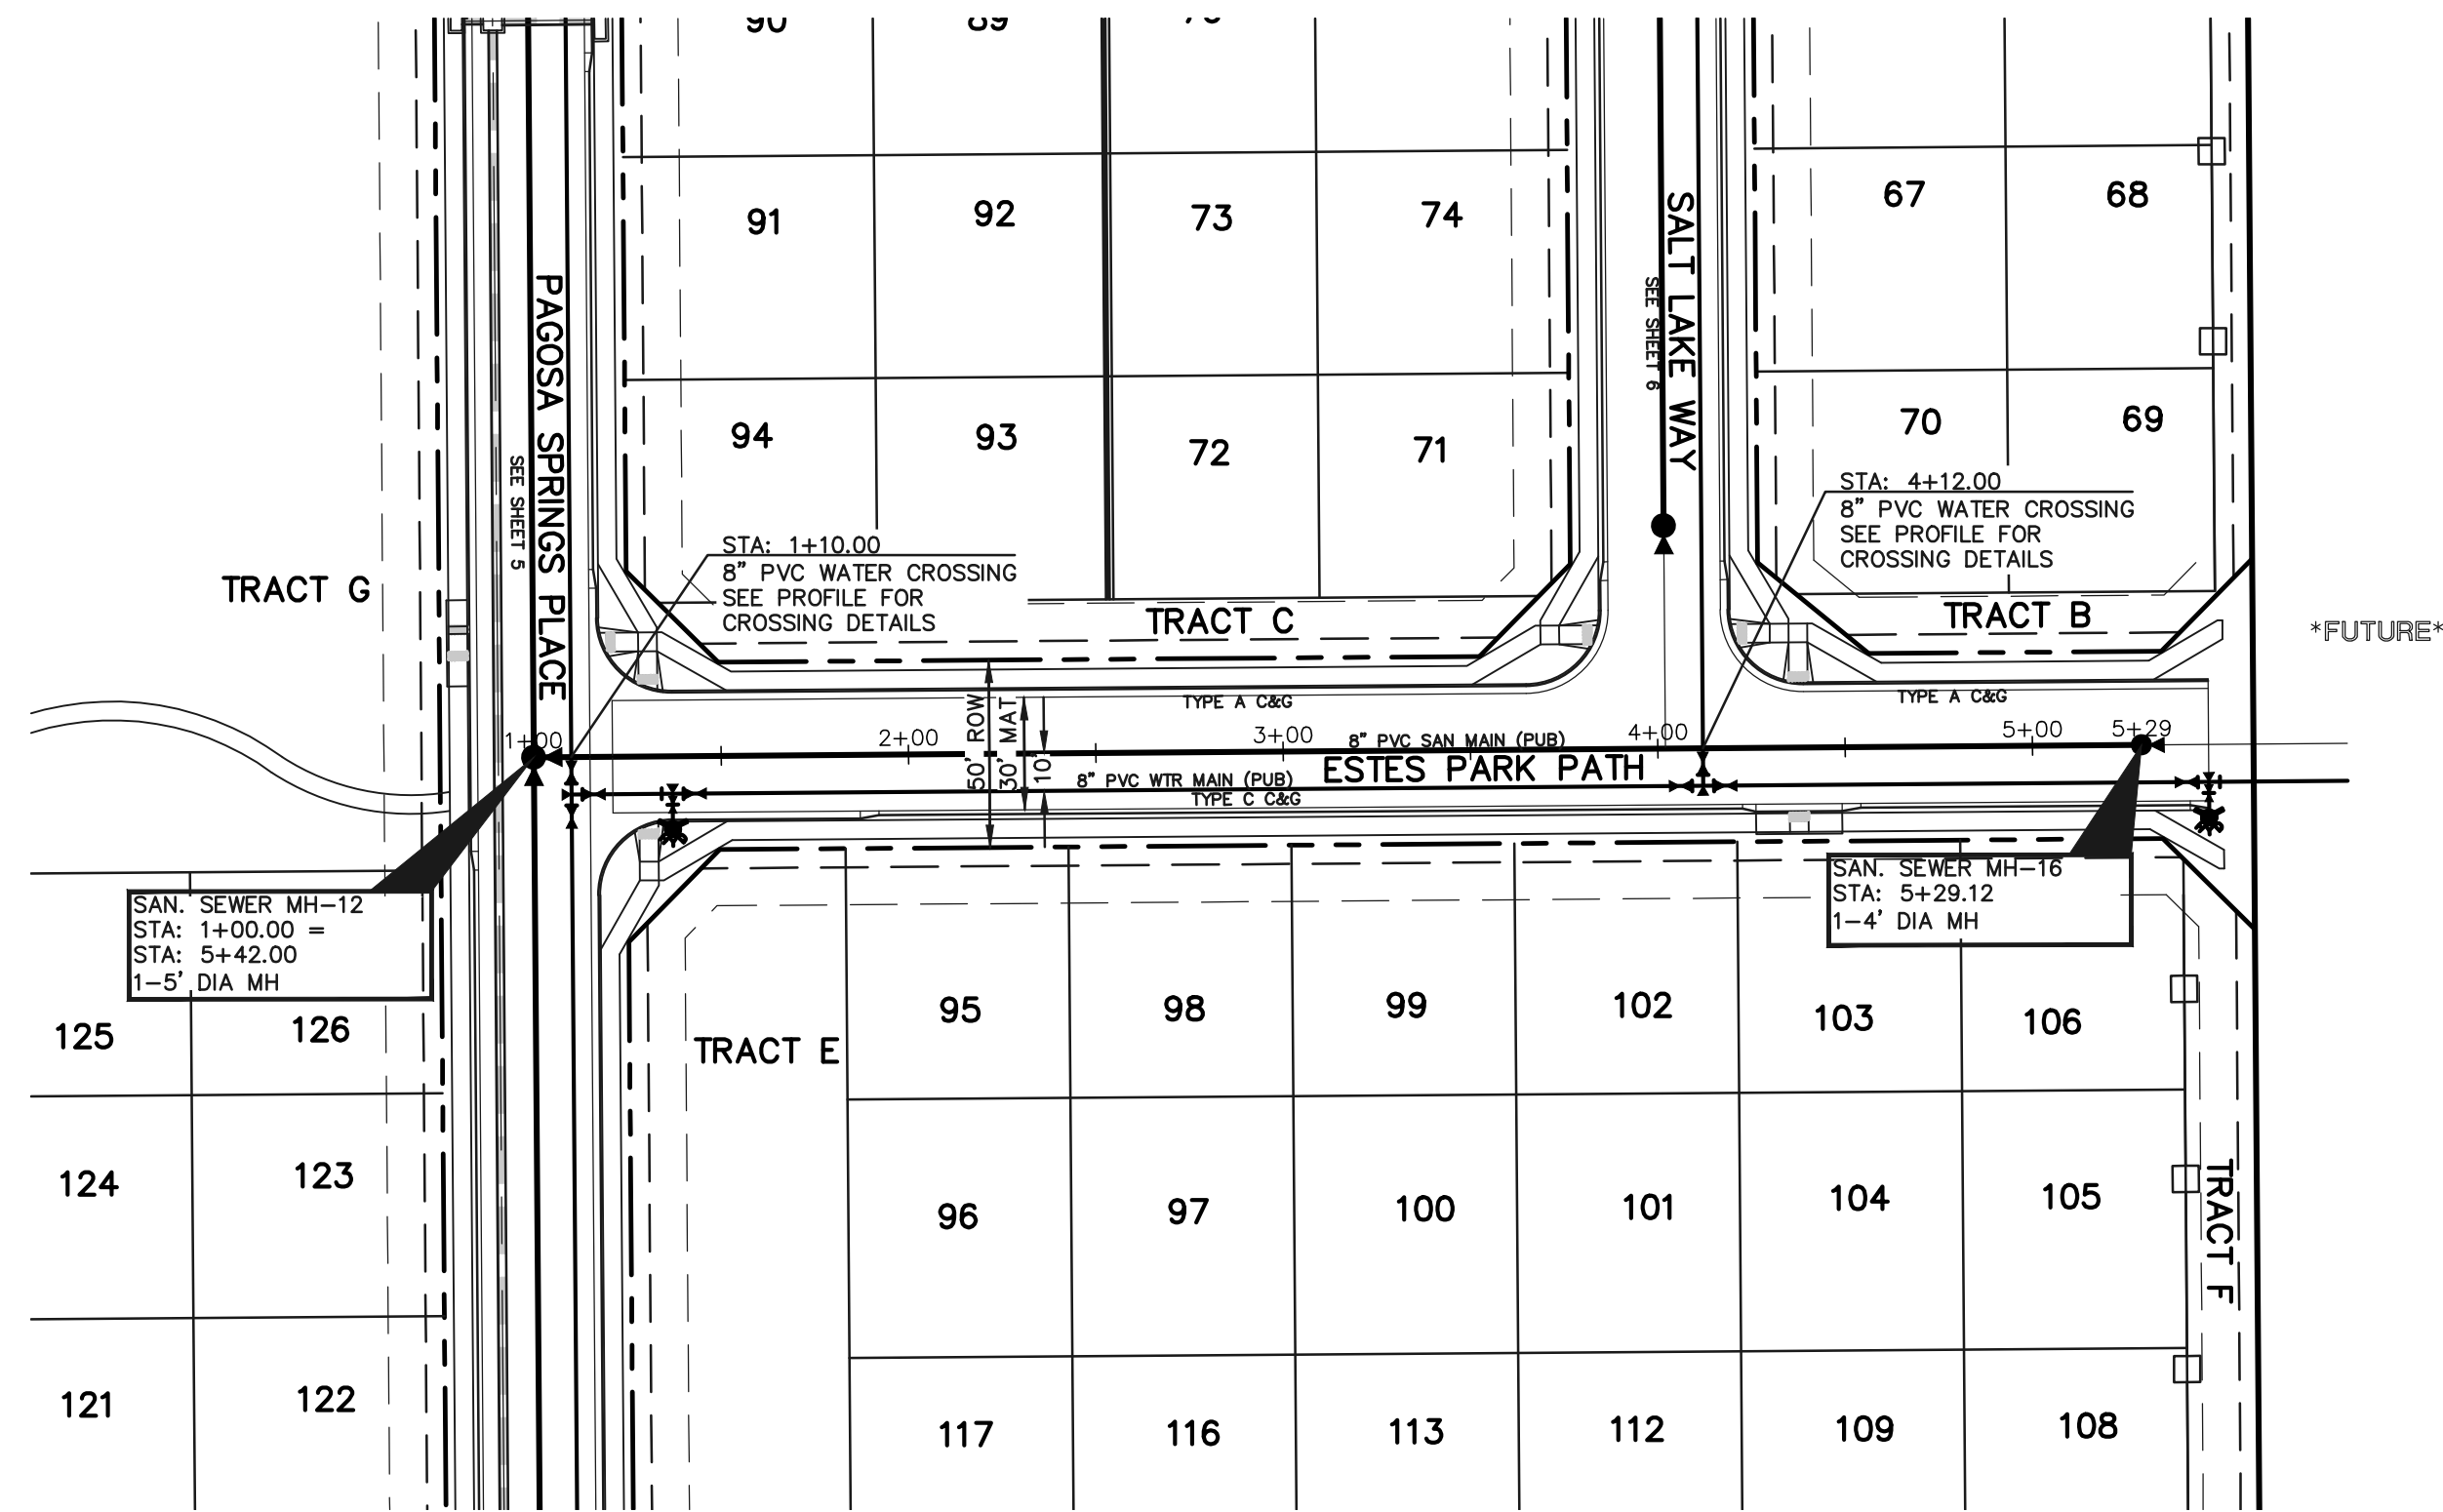 90
89
91
92
73
74
67
68
94
93
72
71
70
69
PAGOSA SPRINGS PLACE
SEE SHEET 5
SALT LAKE WAY
SEE SHEET 6
STA: 1+10.00
8" PVC WATER CROSSING
SEE PROFILE FOR
CROSSING DETAILS
STA: 4+12.00
8" PVC WATER CROSSING
SEE PROFILE FOR
CROSSING DETAILS
TRACT G
TRACT C
TRACT B
*FUTURE*
TYPE A C&G
TYPE A C&G
1+00
2+00
3+00
4+00
5+00
5+29
50' ROW
30' MAT
10'
8" PVC SAN MAIN (PUB)
ESTES PARK PATH
8" PVC WTR MAIN (PUB)
TYPE C C&G
SAN. SEWER MH-12
STA: 1+00.00 =
STA: 5+42.00
1-5' DIA MH
SAN. SEWER MH-16
STA: 5+29.12
1-4' DIA MH
125
126
TRACT E
95
98
99
102
103
106
124
123
96
97
100
101
104
105
TRACT F
121
122
117
116
113
112
109
108